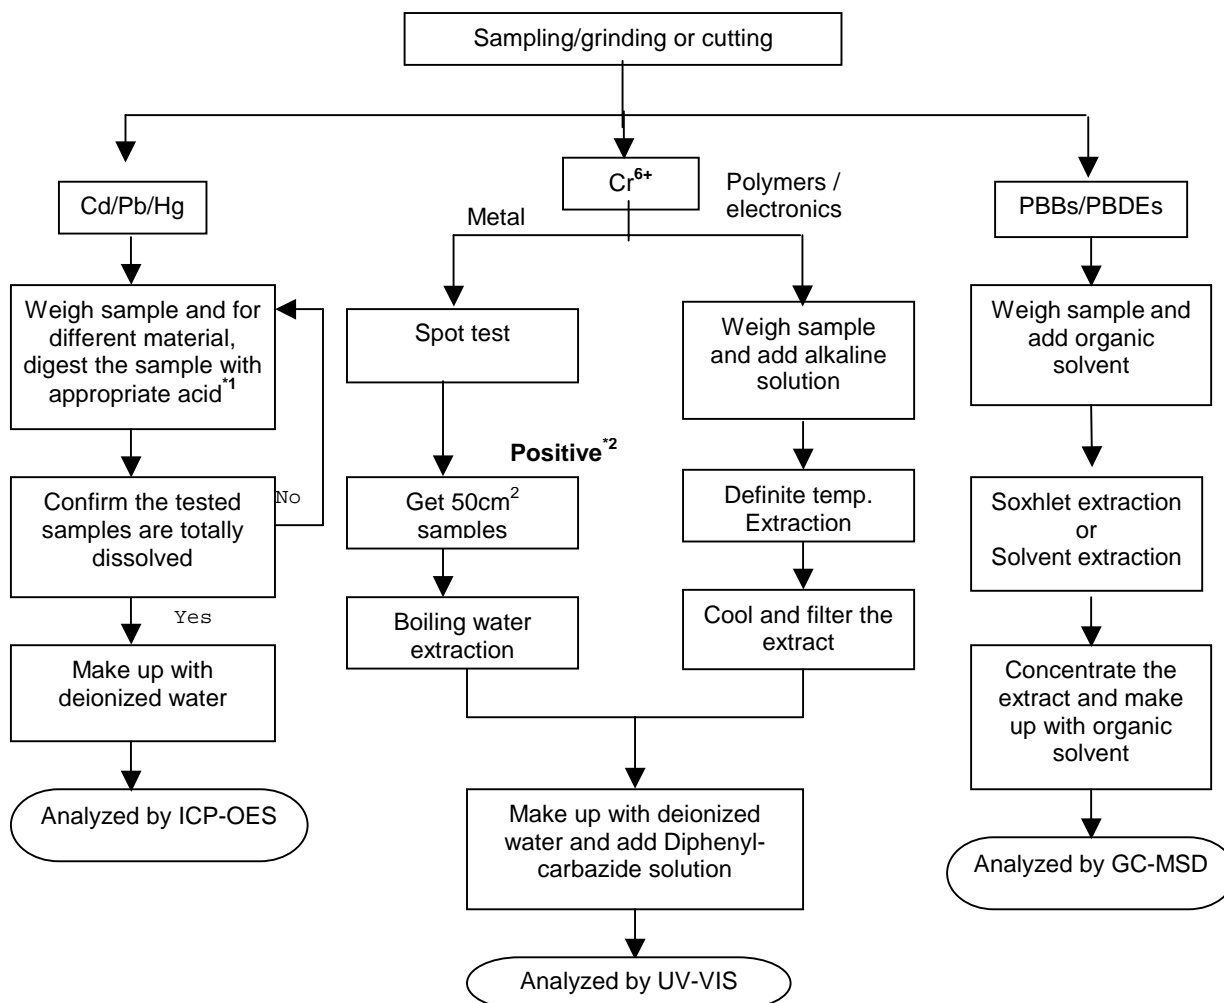 Sampling/grinding or cutting
Cd/Pb/Hg
Cr6+
Polymers /
electronics
Metal
PBBs/PBDEs
Weigh sample and for
different material,
digest the sample with
appropriate acid*1
Spot test
Weigh sample
and add alkaline
solution
Weigh sample and
add organic
solvent
Positive*2
Confirm the tested
samples are totally
dissolved
No
Get 50cm2
samples
Definite temp.
Extraction
Soxhlet extraction
or
Solvent extraction
Yes
Boiling water
extraction
Cool and filter the
extract
Make up with
deionized water
Concentrate the
extract and make
up with organic
solvent
Analyzed by ICP-OES
Make up with deionized
water and add Diphenyl-
carbazide solution
Analyzed by GC-MSD
Analyzed by UV-VIS